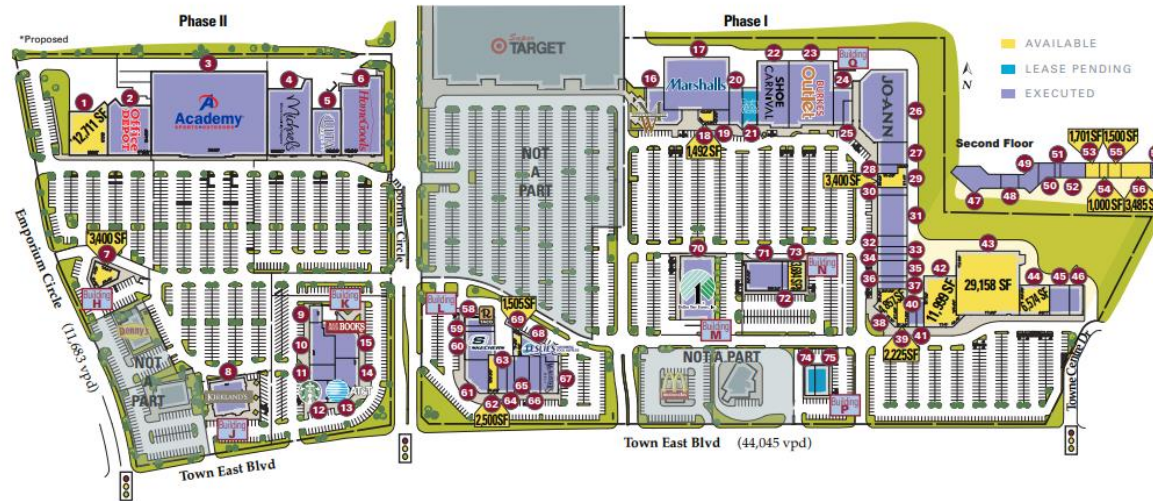 Phase II
Phase I
*Proposed
Super
TARGET
AVAILABLE
LEASE PENDING
EXECUTED
N
1
2
3
4
5
6
12,711 SF
Office
DEPOT
Academy
SPORTS+OUTDOORS
Michaels
HomeGoods
16
17
Marshalls
18
19
20
21
22
23
24
25
SHOE
CARNIVAL
BURKES
Outlet
Building
Q
JO-ANN
26
27
1,492 SF
NOT
A
PART
3,400 SF
28
29
30
31
32
33
34
35
36
37
38
39
40
41
42
43
44
45
46
Second Floor
1,701 SF
1,500 SF
47
48
49
50
51
52
53
54
55
56
1,000 SF
3,485 SF
11,989 SF
29,158 SF
6,574 SF
2,225 SF
Emporium Circle
(11,683 vpd)
Emporium Circle
3,400 SF
7
Building
H
penny's
NOT
A
PART
8
KIRKLAND'S
Building
J
Building
K
9
10
11
12
13
14
15
BOOKS
AT&T
Building
L
58
59
60
61
62
63
64
65
66
67
68
69
1,505 SF
SKECHERS
LESLIE'S
2,500 SF
70
71
72
73
Building
N
Building
M
NOT A PART
74
75
Building
P
Town East Blvd
Town East Blvd (44,045 vpd)
Towne Centre Dr